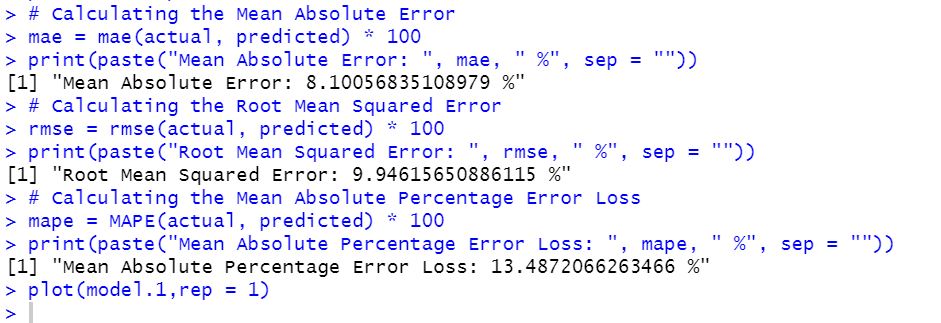 > # Calculating the Mean Absolute Error
> mae = mae(actual, predicted) * 100
> print(paste("Mean Absolute Error: ", mae, " %", sep = ""))
[1] "Mean Absolute Error: 8.10056835108979 %"
> # Calculating the Root Mean Squared Error
> rmse = rmse(actual, predicted) * 100
> print(paste("Root Mean Squared Error: ", rmse, " %", sep = ""))
[1] "Root Mean Squared Error: 9.94615650886115 %"
> # Calculating the Mean Absolute Percentage Error Loss
> mape = MAPE(actual, predicted) * 100
> print(paste("Mean Absolute Percentage Error Loss: ", mape, " %", sep = ""))
[1] "Mean Absolute Percentage Error Loss: 13.4872066263466 %"
> plot(model.1,rep = 1)
>